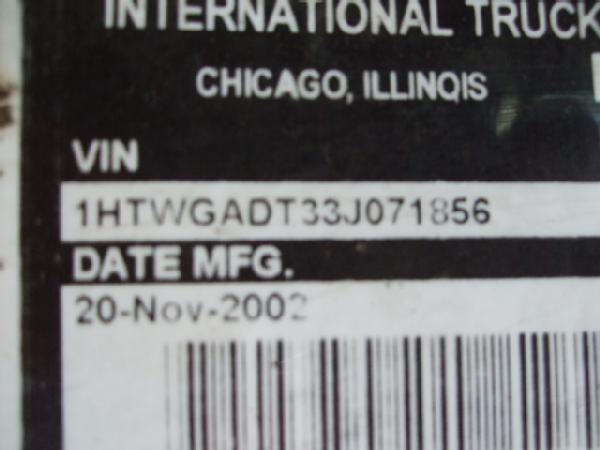 INTERNATIONAL TRUCK
CHICAGO, ILLINOIS
VIN
1HTWGADT33J071856
DATE MFG.
20-Nov-2002